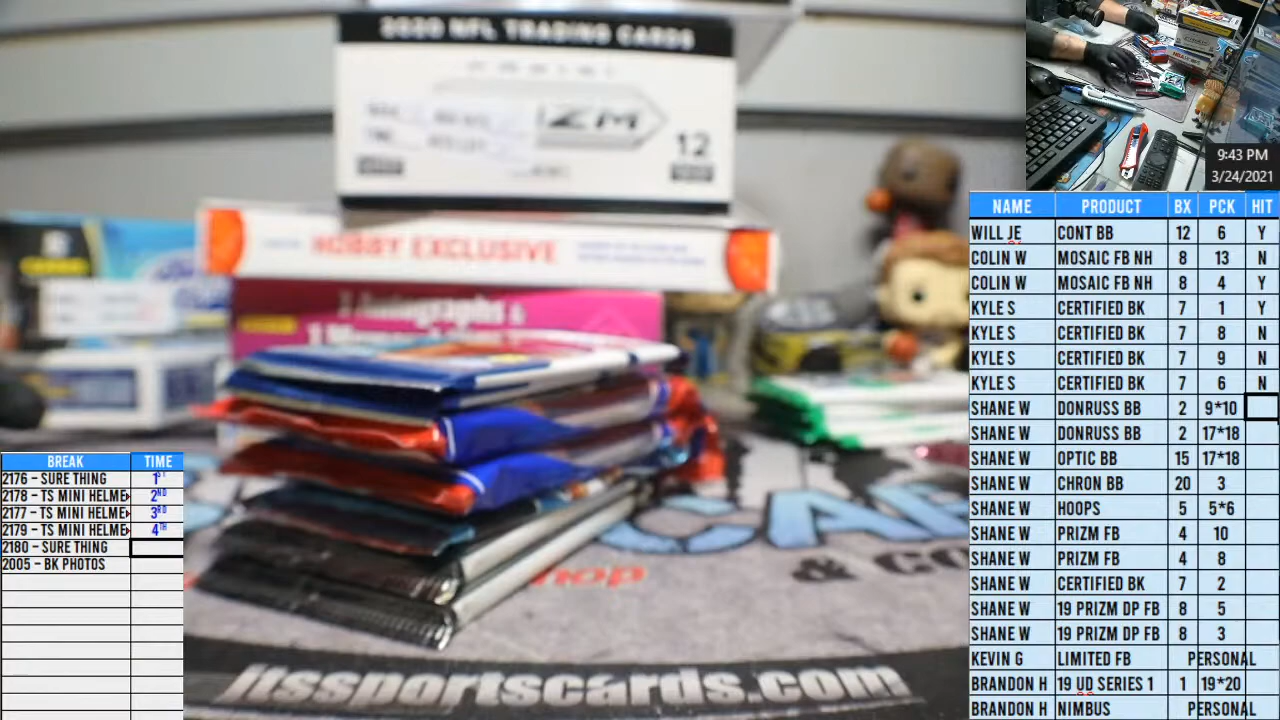 2020 NFL TRADING CARDS
IZM
12
HOBBY EXCLUSIVE
Autographs &
CA
& CO
hop
jtssportscards.com
9:43 PM
3/24/2021
NAME PRODUCT BX PCK HIT
WILL JE CONT BB 12 6 Y
COLIN W MOSAIC FB NH 8 13 N
COLIN W MOSAIC FB NH 8 4 Y
KYLE S CERTIFIED BK 7 1 Y
KYLE S CERTIFIED BK 7 8 N
KYLE S CERTIFIED BK 7 9 N
KYLE S CERTIFIED BK 7 6 N
SHANE W DONRUSS BB 2 9*10
SHANE W DONRUSS BB 2 17*18
SHANE W OPTIC BB 15 17*18
SHANE W CHRON BB 20 3
SHANE W HOOPS 5 5*6
SHANE W PRIZM FB 4 10
SHANE W PRIZM FB 4 8
SHANE W CERTIFIED BK 7 2
SHANE W 19 PRIZM DP FB 8 5
SHANE W 19 PRIZM DP FB 8 3
KEVIN G LIMITED FB PERSONAL
BRANDON H 19 UD SERIES 1 1 19*20
BRANDON H NIMBUS PERSONAL
BREAK TIME
2176 - SURE THING 1ST
2178 - TS MINI HELME 2ND
2177 - TS MINI HELME 3RD
2179 - TS MINI HELME 4TH
2180 - SURE THING
2005 - BK PHOTOS